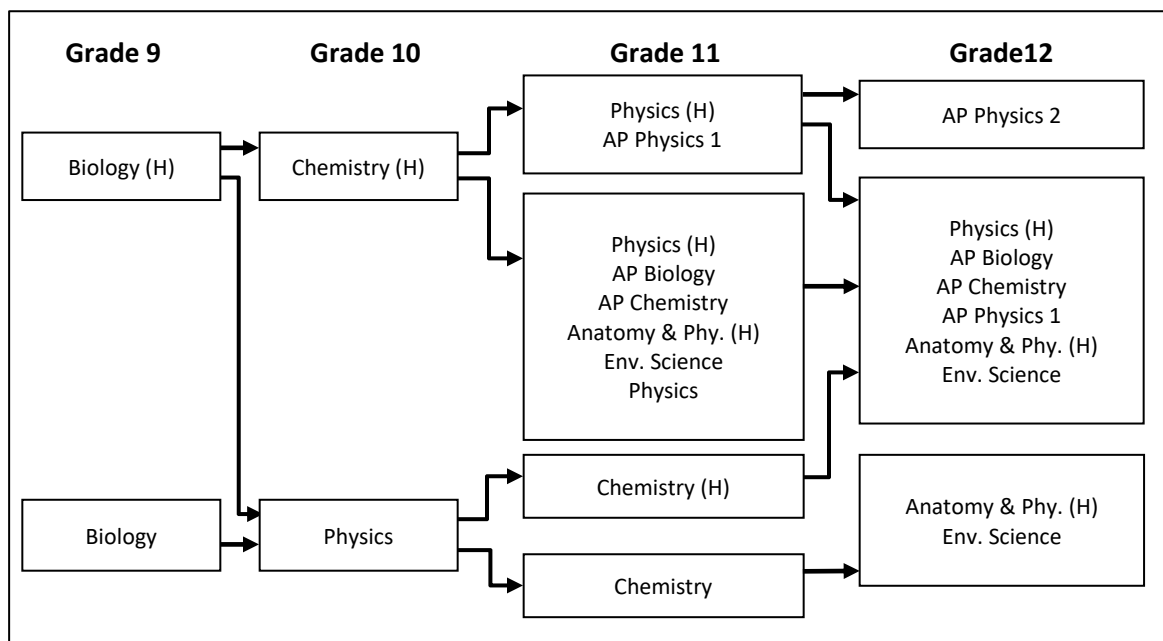 Grade 9
Grade 10
Grade 11
Grade12
Biology (H)
Chemistry (H)
Physics (H)
AP Physics 1
AP Physics 2
Physics (H)
AP Biology
AP Chemistry
Anatomy & Phy. (H)
Env. Science
Physics
Physics (H)
AP Biology
AP Chemistry
AP Physics 1
Anatomy & Phy. (H)
Env. Science
Biology
Physics
Chemistry (H)
Chemistry
Anatomy & Phy. (H)
Env. Science